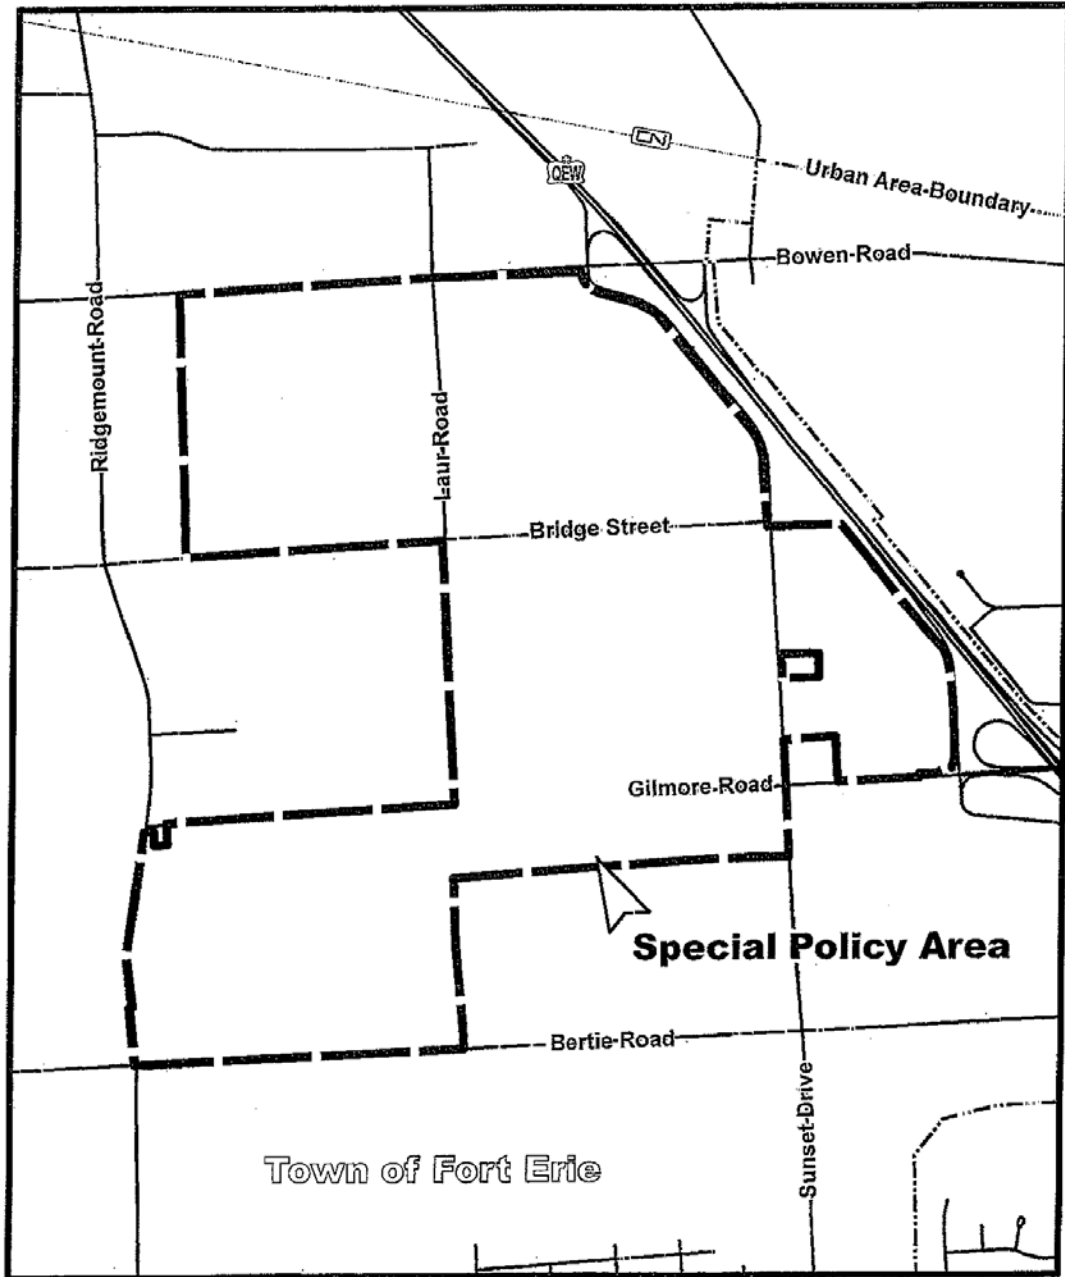 CN
QEW
Urban Area Boundary
Bowen Road
Ridgemount Road
Laur Road
Bridge Street
Gilmore Road
Special Policy Area
Bertie Road
Sunset Drive
Town of Fort Erie